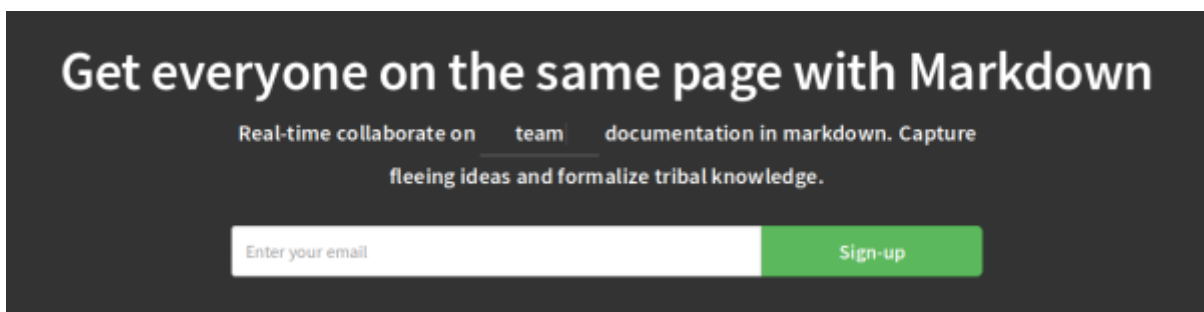 Get everyone on the same page with Markdown
Real-time collaborate on team documentation in markdown. Capture
fleeing ideas and formalize tribal knowledge.
Enter your email Sign-up